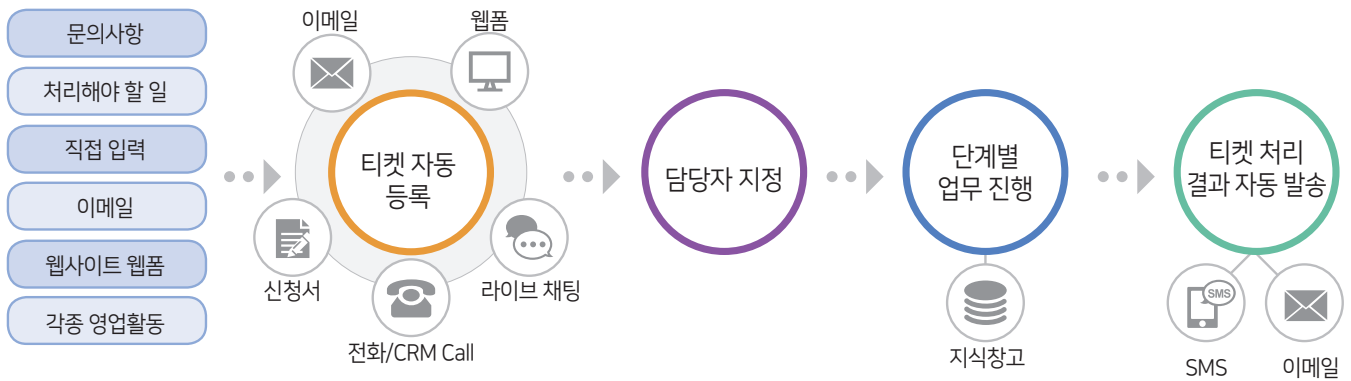 문의사항
처리해야 할 일
직접 입력
이메일
웹사이트 웹폼
각종 영업활동
이메일
웹폼
티켓 자동
등록
신청서
라이브 채팅
전화/CRM Call
담당자 지정
단계별
업무 진행
지식창고
티켓 처리
결과 자동 발송
SMS
SMS
이메일